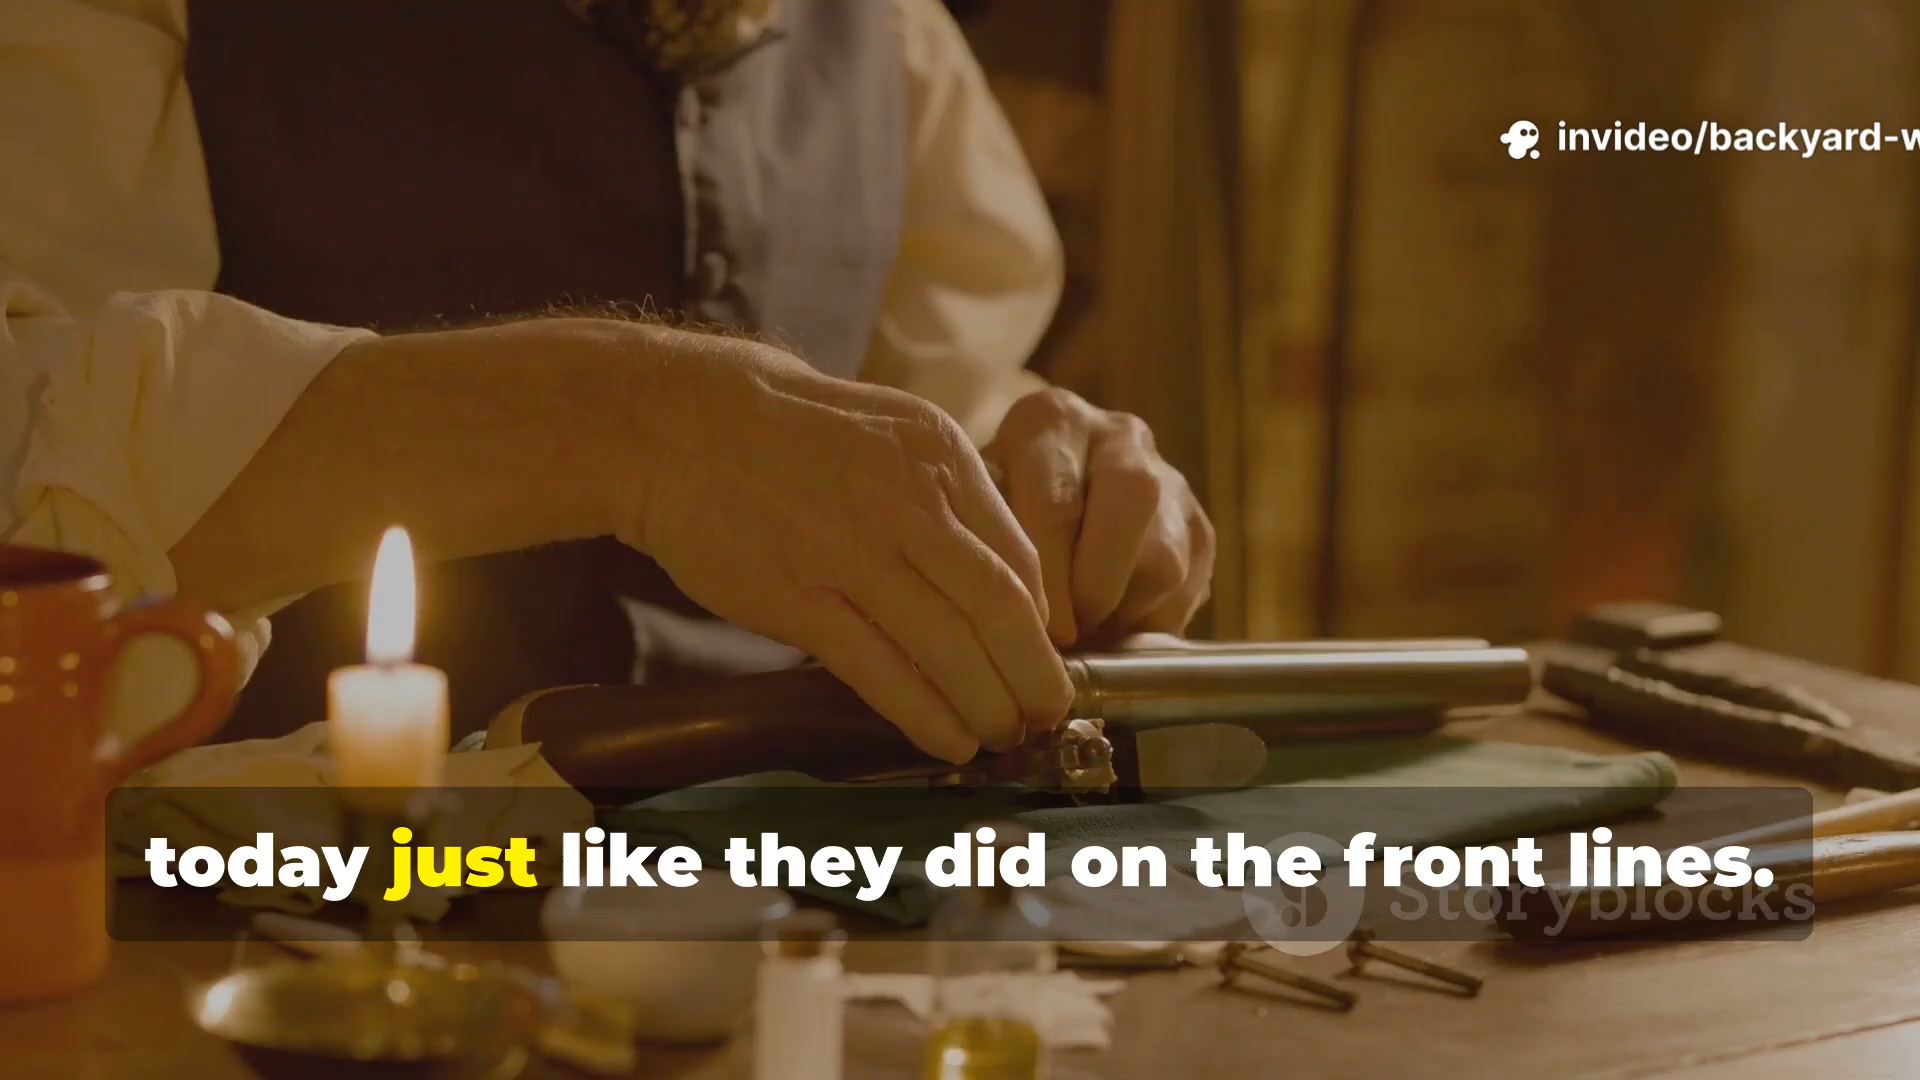 invideo/backyard-w
today just like they did on the front lines.
Storyblocks